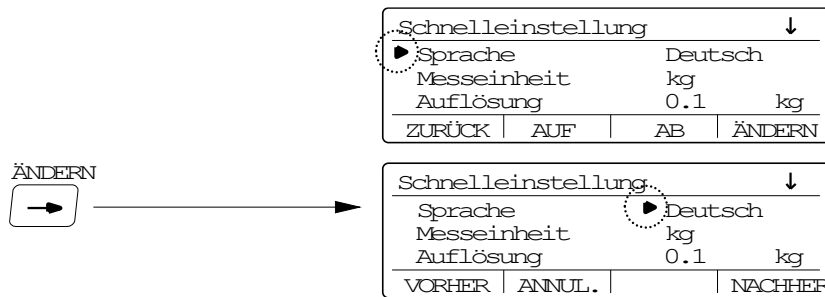 Schnelleinstellung ↓
Sprache Deutsch
Messeinheit kg
Auflösung 0.1 kg
ZURÜCK AUF AB ÄNDERN
ÄNDERN
Schnelleinstellung ↓
Sprache Deutsch
Messeinheit kg
Auflösung 0.1 kg
VORHER ANNUL. NACHHER